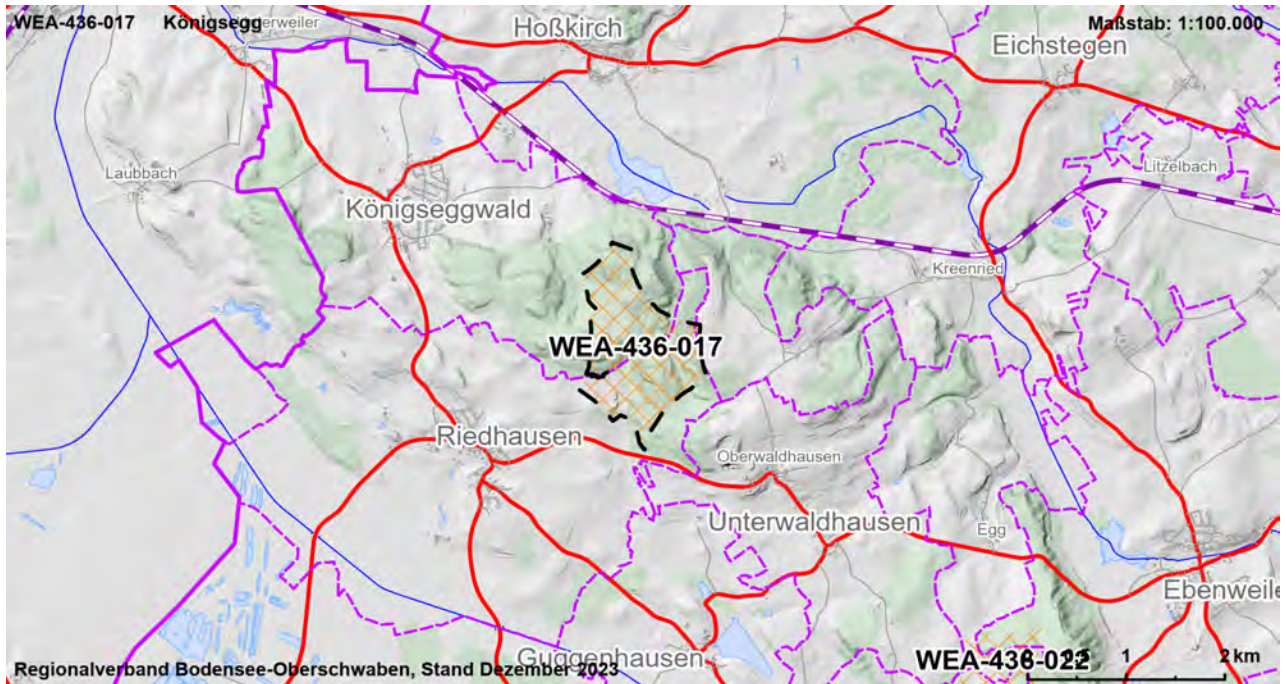 WEA-436-017 Königsegg
Maßstab: 1:100.000
Hoßkirch
Eichstegen
Laubbach
Litzelbach
Königseggwald
Kreenried
WEA-436-017
Riedhausen
Oberwaldhausen
Unterwaldhausen
Egg
Ebenweile
Guggenhausen
WEA-436-022
1 2 km
Regionalverband Bodensee-Oberschwaben, Stand Dezember 2023